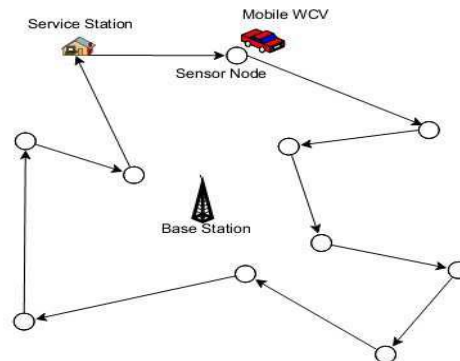 Mobile WCV
Service Station
Sensor Node
Base Station